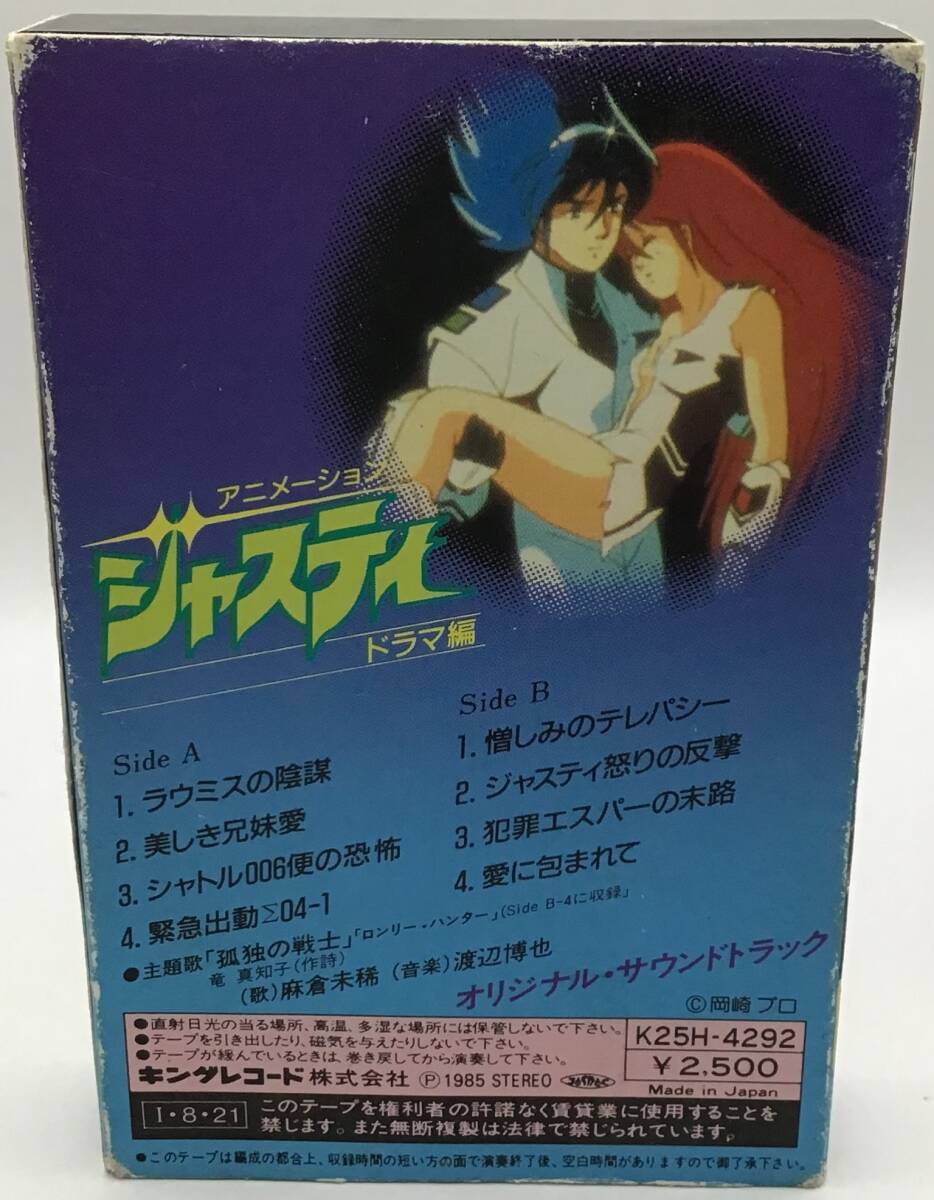 アニメーション
ジャスティ
ドラマ編
Side A
1. ラウミスの陰謀
2. 美しき兄妹愛
3. シャトル006便の恐怖
4. 緊急出動Σ04-1
Side B
1. 憎しみのテレパシー
2. ジャスティ怒りの反撃
3. 犯罪エスパーの末路
4. 愛に包まれて
●主題歌「孤独の戦士」「ロンリー・ハンター」(Side B-4に収録」
竜 真知子(作詩)
(歌)麻倉未稀 (音楽)渡辺博也
オリジナル・サウンドトラック
©岡崎プロ
●直射日光の当る場所、高温、多湿な場所には保管しないで下さい。
●テープを引き出したり、磁気を与えたりしないで下さい。
●テープが緩んでいるときは、巻き戻してから演奏して下さい。
キングレコード株式会社 Ⓟ1985 STEREO
K25H-4292
¥2,500
Made in Japan
I・8・21
このテープを権利者の許諾なく賃貸業に使用することを
禁じます。また無断複製は法律で禁じられています。
●このテープは編成の都合上、収録時間の短い方の面で演奏終了後、空白時間がありますので御了承下さい。